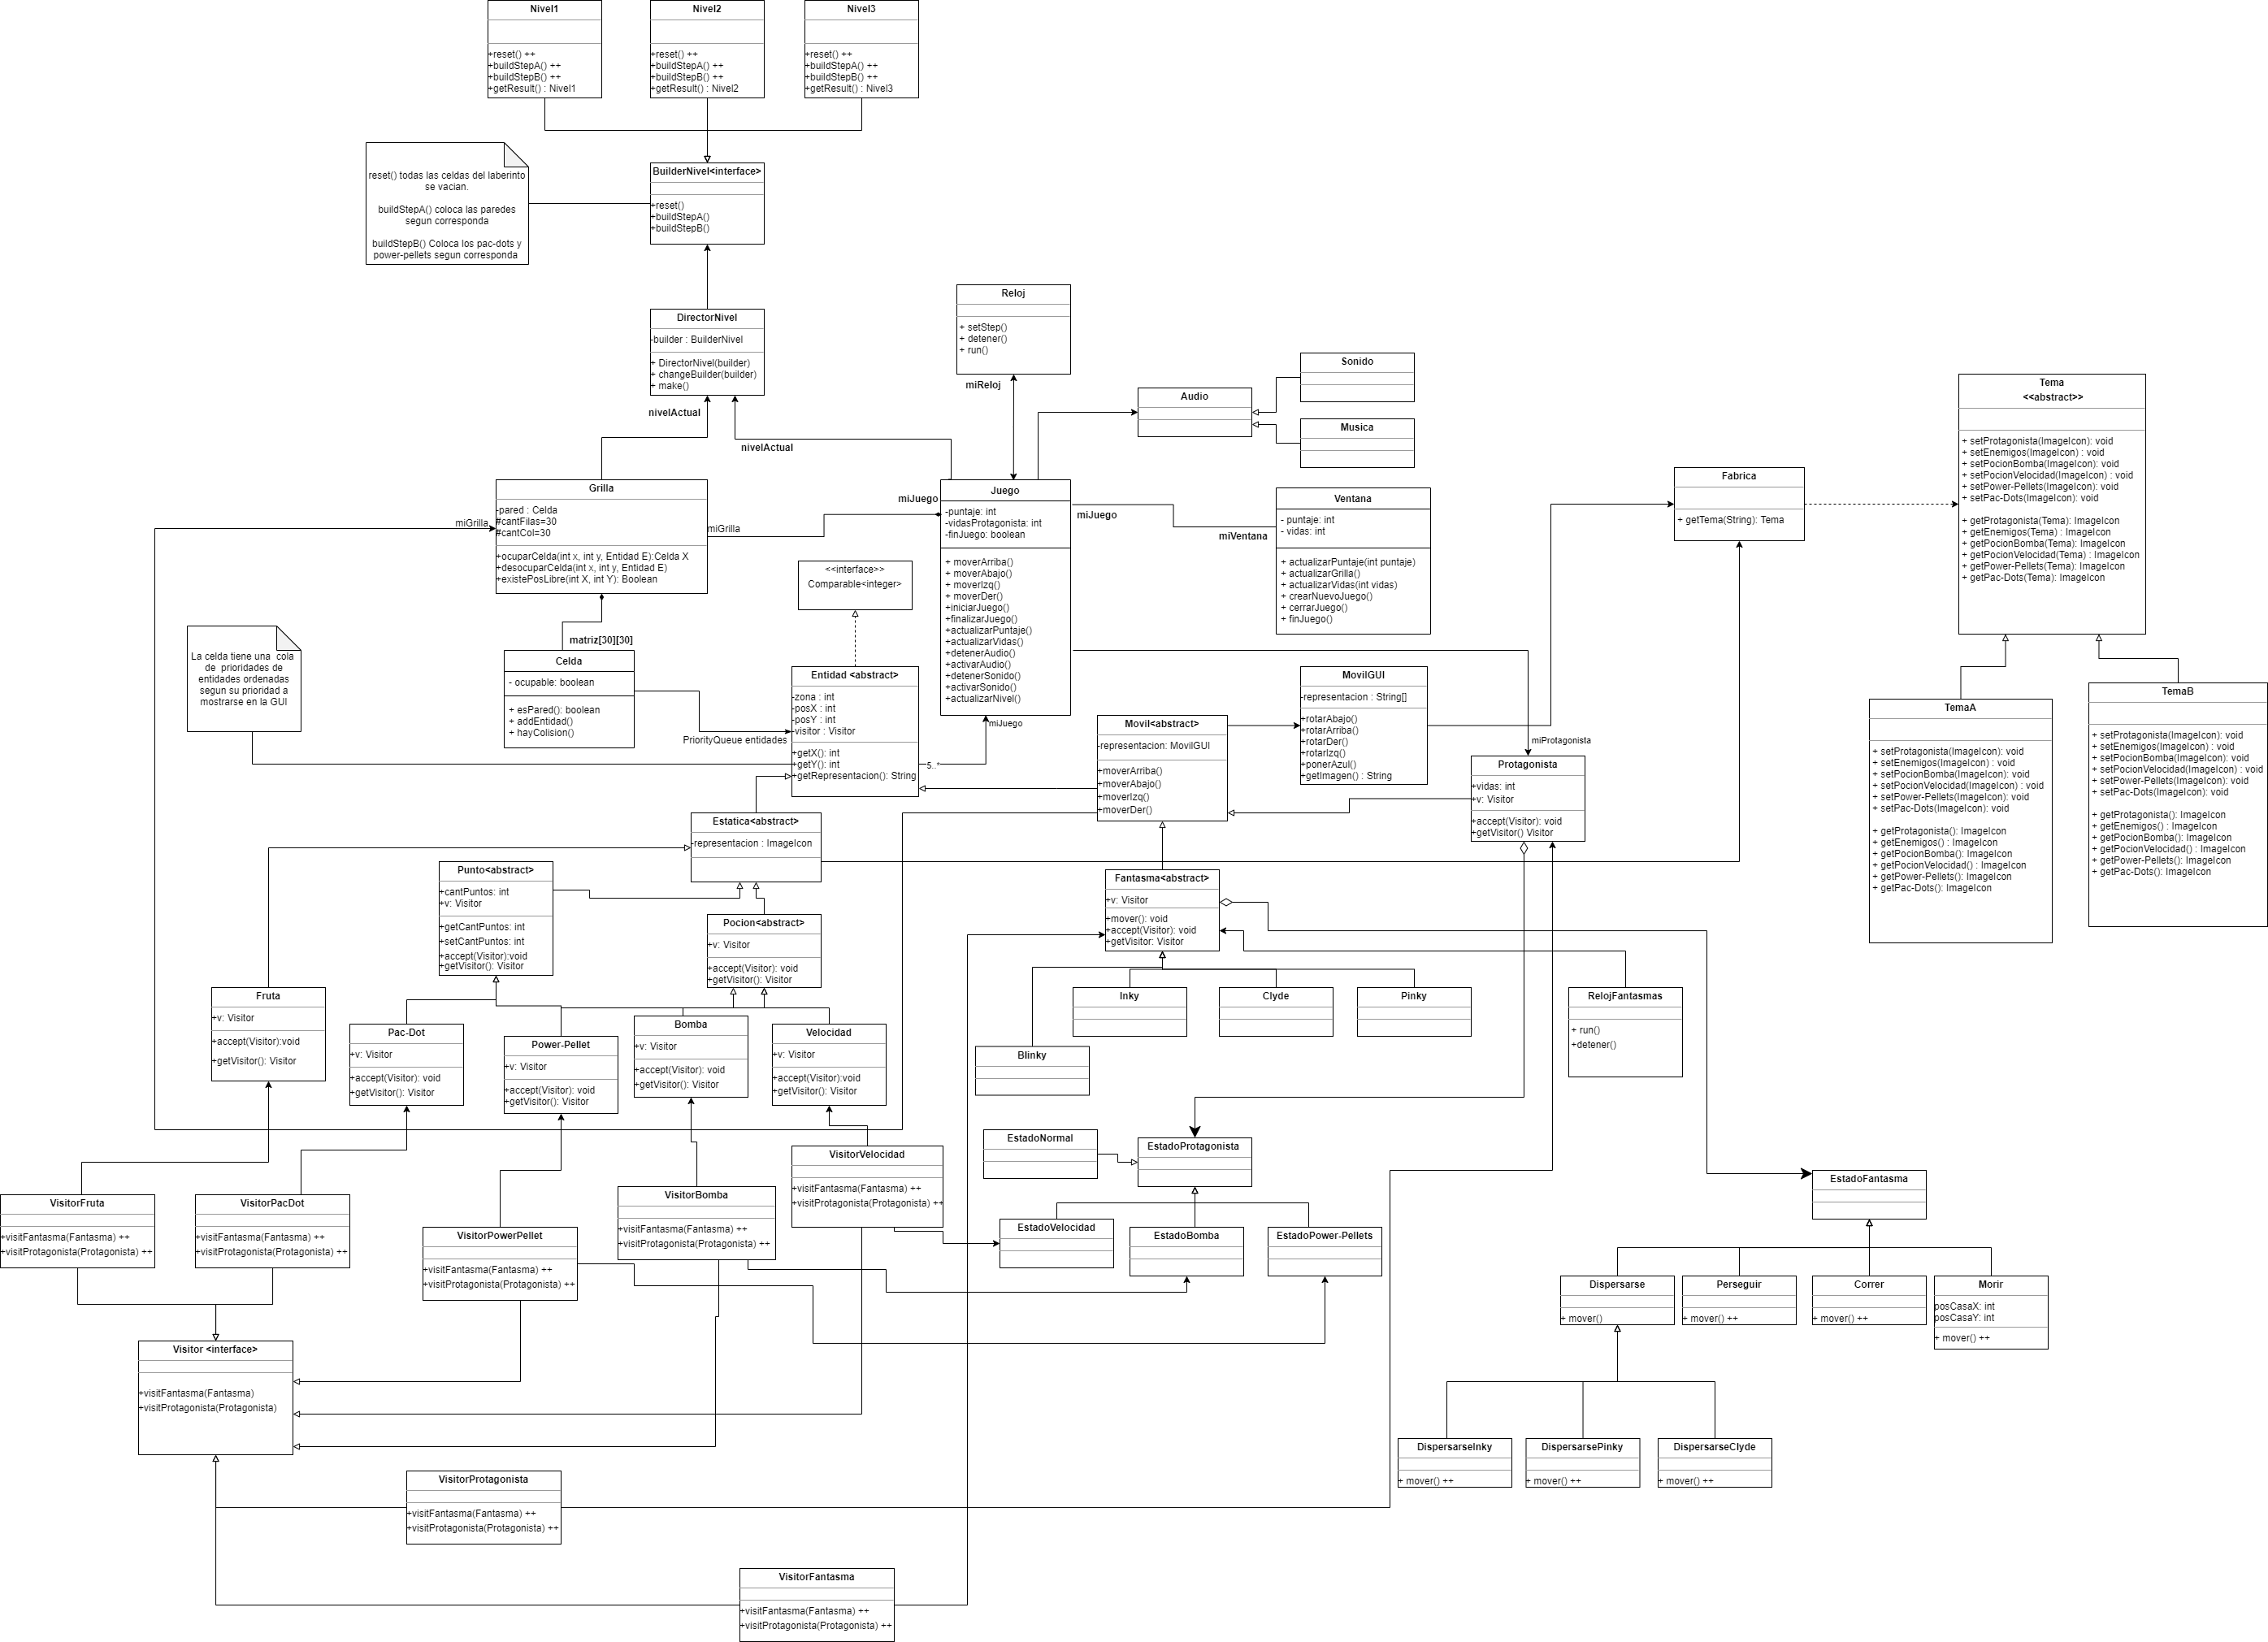 Nivel1
+reset() ++
+buildStepA() ++
+buildStepB() ++
+getResult() : Nivel1
Nivel2
+reset() ++
+buildStepA() ++
+buildStepB() ++
+getResult() : Nivel2
Nivel3
+reset() ++
+buildStepA() ++
+buildStepB() ++
+getResult() : Nivel3
reset() todas las celdas del laberinto
se vacian.
buildStepA() coloca las paredes
segun corresponda
buildStepB() Coloca los pac-dots y
power-pellets segun corresponda
BuilderNivel<interface>
+reset()
+buildStepA()
+buildStepB()
DirectorNivel
-builder : BuilderNivel
+ DirectorNivel(builder)
+ changeBuilder(builder)
+ make()
nivelActual
nivelActual
Reloj
+ setStep()
+ detener()
+ run()
miReloj
Audio
Sonido
Musica
Tema
<<abstract>>
+ setProtagonista(ImageIcon): void
+ setEnemigos(ImageIcon) : void
+ setPocionBomba(ImageIcon): void
+ setPocionVelocidad(ImageIcon) : void
+ setPower-Pellets(ImageIcon): void
+ setPac-Dots(ImageIcon): void
+ getProtagonista(Tema): ImageIcon
+ getEnemigos(Tema) : ImageIcon
+ getPocionBomba(Tema): ImageIcon
+ getPocionVelocidad(Tema) : ImageIcon
+ getPower-Pellets(Tema): ImageIcon
+ getPac-Dots(Tema): ImageIcon
Fabrica
+ getTema(String): Tema
Grilla
-pared : Celda
#cantFilas=30
#cantCol=30
+ocuparCelda(int x, int y, Entidad E):Celda X
+desocuparCelda(int x, int y, Entidad E)
+existePosLibre(int X, int Y): Boolean
miGrilla
miGrilla
miJuego
Juego
-puntaje: int
-vidasProtagonista: int
-finJuego: boolean
+ moverArriba()
+ moverAbajo()
+ moverIzq()
+ moverDer()
+iniciarJuego()
+finalizarJuego()
+actualizarPuntaje()
+actualizarVidas()
+detenerAudio()
+activarAudio()
+detenerSonido()
+activarSonido()
+actualizarNivel()
miJuego
miVentana
Ventana
- puntaje: int
- vidas: int
+ actualizarPuntaje(int puntaje)
+ actualizarGrilla()
+ actualizarVidas(int vidas)
+ crearNuevoJuego()
+ cerrarJuego()
+ finJuego()
<<interface>>
Comparable<integer>
La celda tiene una cola
de prioridades de
entidades ordenadas
segun su prioridad a
mostrarse en la GUI
matriz[30][30]
Celda
- ocupable: boolean
+ esPared(): boolean
+ addEntidad()
+ hayColision()
PriorityQueue entidades
Entidad <abstract>
-zona : int
-posX : int
-posY : int
-visitor : Visitor
+getX(): int
+getY(): int
+getRepresentacion(): String
5..*
miJuego
Movil<abstract>
-representacion: MovilGUI
+moverArriba()
+moverAbajo()
+moverIzq()
+moverDer()
MovilGUI
-representacion : String[]
+rotarAbajo()
+rotarArriba()
+rotarDer()
+rotarIzq()
+ponerAzul()
+getImagen() : String
miProtagonista
Protagonista
+vidas: int
+v: Visitor
+accept(Visitor): void
+getVisitor() Visitor
TemaA
+ setProtagonista(ImageIcon): void
+ setEnemigos(ImageIcon) : void
+ setPocionBomba(ImageIcon): void
+ setPocionVelocidad(ImageIcon) : void
+ setPower-Pellets(ImageIcon): void
+ setPac-Dots(ImageIcon): void
+ getProtagonista(): ImageIcon
+ getEnemigos() : ImageIcon
+ getPocionBomba(): ImageIcon
+ getPocionVelocidad() : ImageIcon
+ getPower-Pellets(): ImageIcon
+ getPac-Dots(): ImageIcon
TemaB
+ setProtagonista(ImageIcon): void
+ setEnemigos(ImageIcon) : void
+ setPocionBomba(ImageIcon): void
+ setPocionVelocidad(ImageIcon) : void
+ setPower-Pellets(ImageIcon): void
+ setPac-Dots(ImageIcon): void
+ getProtagonista(): ImageIcon
+ getEnemigos() : ImageIcon
+ getPocionBomba(): ImageIcon
+ getPocionVelocidad() : ImageIcon
+ getPower-Pellets(): ImageIcon
+ getPac-Dots(): ImageIcon
Estatica<abstract>
-representacion : ImageIcon
Punto<abstract>
+cantPuntos: int
+v: Visitor
+getCantPuntos: int
+setCantPuntos: int
+accept(Visitor):void
+getVisitor(): Visitor
Pocion<abstract>
+v: Visitor
+accept(Visitor): void
+getVisitor(): Visitor
Fantasma<abstract>
+v: Visitor
+mover(): void
+accept(Visitor): void
+getVisitor: Visitor
Fruta
+v: Visitor
+accept(Visitor):void
+getVisitor(): Visitor
Pac-Dot
+v: Visitor
+accept(Visitor): void
+getVisitor(): Visitor
Power-Pellet
+v: Visitor
+accept(Visitor): void
+getVisitor(): Visitor
Bomba
+v: Visitor
+accept(Visitor): void
+getVisitor(): Visitor
Velocidad
+v: Visitor
+accept(Visitor):void
+getVisitor(): Visitor
Inky
Clyde
Pinky
Blinky
RelojFantasmas
+ run()
+detener()
EstadoNormal
EstadoProtagonista
EstadoVelocidad
EstadoBomba
EstadoPower-Pellets
EstadoFantasma
VisitorFruta
+visitFantasma(Fantasma) ++
+visitProtagonista(Protagonista) ++
VisitorPacDot
+visitFantasma(Fantasma) ++
+visitProtagonista(Protagonista) ++
VisitorPowerPellet
+visitFantasma(Fantasma) ++
+visitProtagonista(Protagonista) ++
VisitorBomba
+visitFantasma(Fantasma) ++
+visitProtagonista(Protagonista) ++
VisitorVelocidad
+visitFantasma(Fantasma) ++
+visitProtagonista(Protagonista) ++
Dispersarse
+ mover()
Perseguir
+ mover() ++
Correr
+ mover() ++
Morir
posCasaX: int
posCasaY: int
+ mover() ++
Visitor <interface>
+visitFantasma(Fantasma)
+visitProtagonista(Protagonista)
DispersarseInky
+ mover() ++
DispersarsePinky
+ mover() ++
DispersarseClyde
+ mover() ++
VisitorProtagonista
+visitFantasma(Fantasma) ++
+visitProtagonista(Protagonista) ++
VisitorFantasma
+visitFantasma(Fantasma) ++
+visitProtagonista(Protagonista) ++